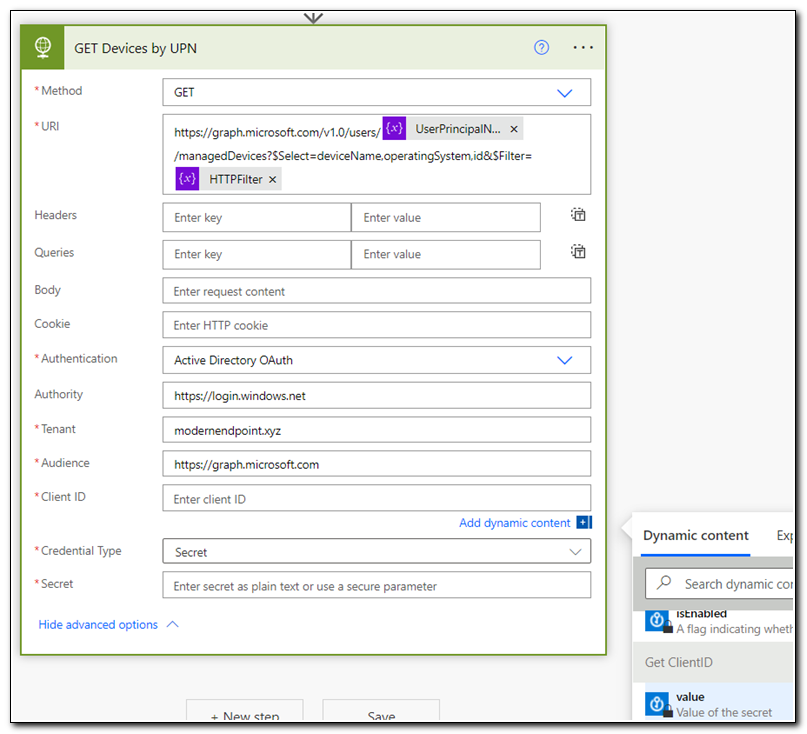 GET Devices by UPN
* Method
GET
* URI
https://graph.microsoft.com/v1.0/users/ {x} UserPrincipalN... ×
/managedDevices?$Select=deviceName,operatingSystem,id&$Filter=
{x} HTTPFilter ×
Headers
Enter key
Enter value
Queries
Enter key
Enter value
Body
Enter request content
Cookie
Enter HTTP cookie
* Authentication
Active Directory OAuth
Authority
https://login.windows.net
* Tenant
modernendpoint.xyz
* Audience
https://graph.microsoft.com
* Client ID
Enter client ID
Add dynamic content
* Credential Type
Secret
* Secret
Enter secret as plain text or use a secure parameter
Hide advanced options
+ New step
Save
Dynamic content
Exp
Search dynamic con
isEnabled
A flag indicating wheth
Get ClientID
value
Value of the secret